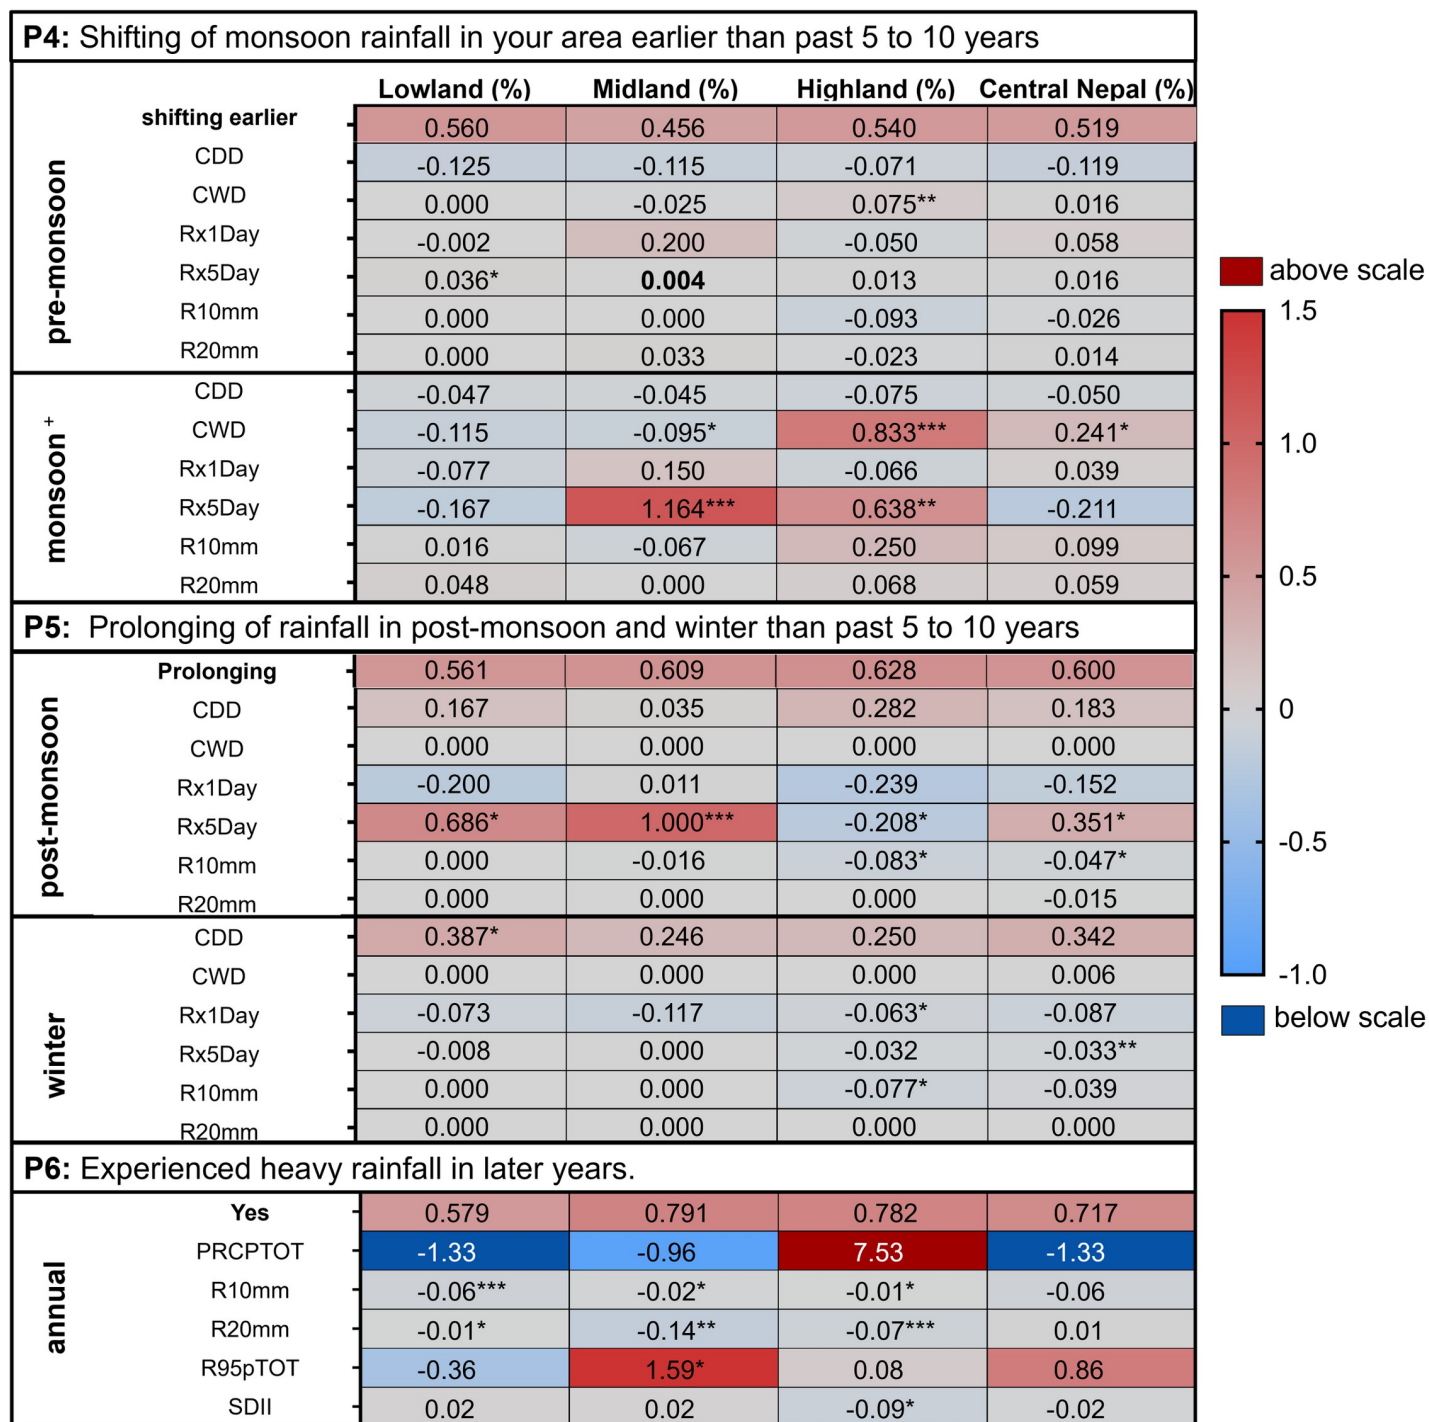 P4: Shifting of monsoon rainfall in your area earlier than past 5 to 10 years
Lowland (%) Midland (%) Highland (%) Central Nepal (%)
pre-monsoon
shifting earlier 0.560 0.456 0.540 0.519
CDD -0.125 -0.115 -0.071 -0.119
CWD 0.000 -0.025 0.075** 0.016
Rx1Day -0.002 0.200 -0.050 0.058
Rx5Day 0.036* 0.004 0.013 0.016
R10mm 0.000 0.000 -0.093 -0.026
R20mm 0.000 0.033 -0.023 0.014
monsoon +
CDD -0.047 -0.045 -0.075 -0.050
CWD -0.115 -0.095* 0.833*** 0.241*
Rx1Day -0.077 0.150 -0.066 0.039
Rx5Day -0.167 1.164*** 0.638** -0.211
R10mm 0.016 -0.067 0.250 0.099
R20mm 0.048 0.000 0.068 0.059
P5: Prolonging of rainfall in post-monsoon and winter than past 5 to 10 years
post-monsoon
Prolonging 0.561 0.609 0.628 0.600
CDD 0.167 0.035 0.282 0.183
CWD 0.000 0.000 0.000 0.000
Rx1Day -0.200 0.011 -0.239 -0.152
Rx5Day 0.686* 1.000*** -0.208* 0.351*
R10mm 0.000 -0.016 -0.083* -0.047*
R20mm 0.000 0.000 0.000 -0.015
winter
CDD 0.387* 0.246 0.250 0.342
CWD 0.000 0.000 0.000 0.006
Rx1Day -0.073 -0.117 -0.063* -0.087
Rx5Day -0.008 0.000 -0.032 -0.033**
R10mm 0.000 0.000 -0.077* -0.039
R20mm 0.000 0.000 0.000 0.000
P6: Experienced heavy rainfall in later years.
annual
Yes 0.579 0.791 0.782 0.717
PRCPTOT -1.33 -0.96 7.53 -1.33
R10mm -0.06*** -0.02* -0.01* -0.06
R20mm -0.01* -0.14** -0.07*** 0.01
R95pTOT -0.36 1.59* 0.08 0.86
SDII 0.02 0.02 -0.09* -0.02
above scale
1.5
1.0
0.5
0
-0.5
-1.0
below scale